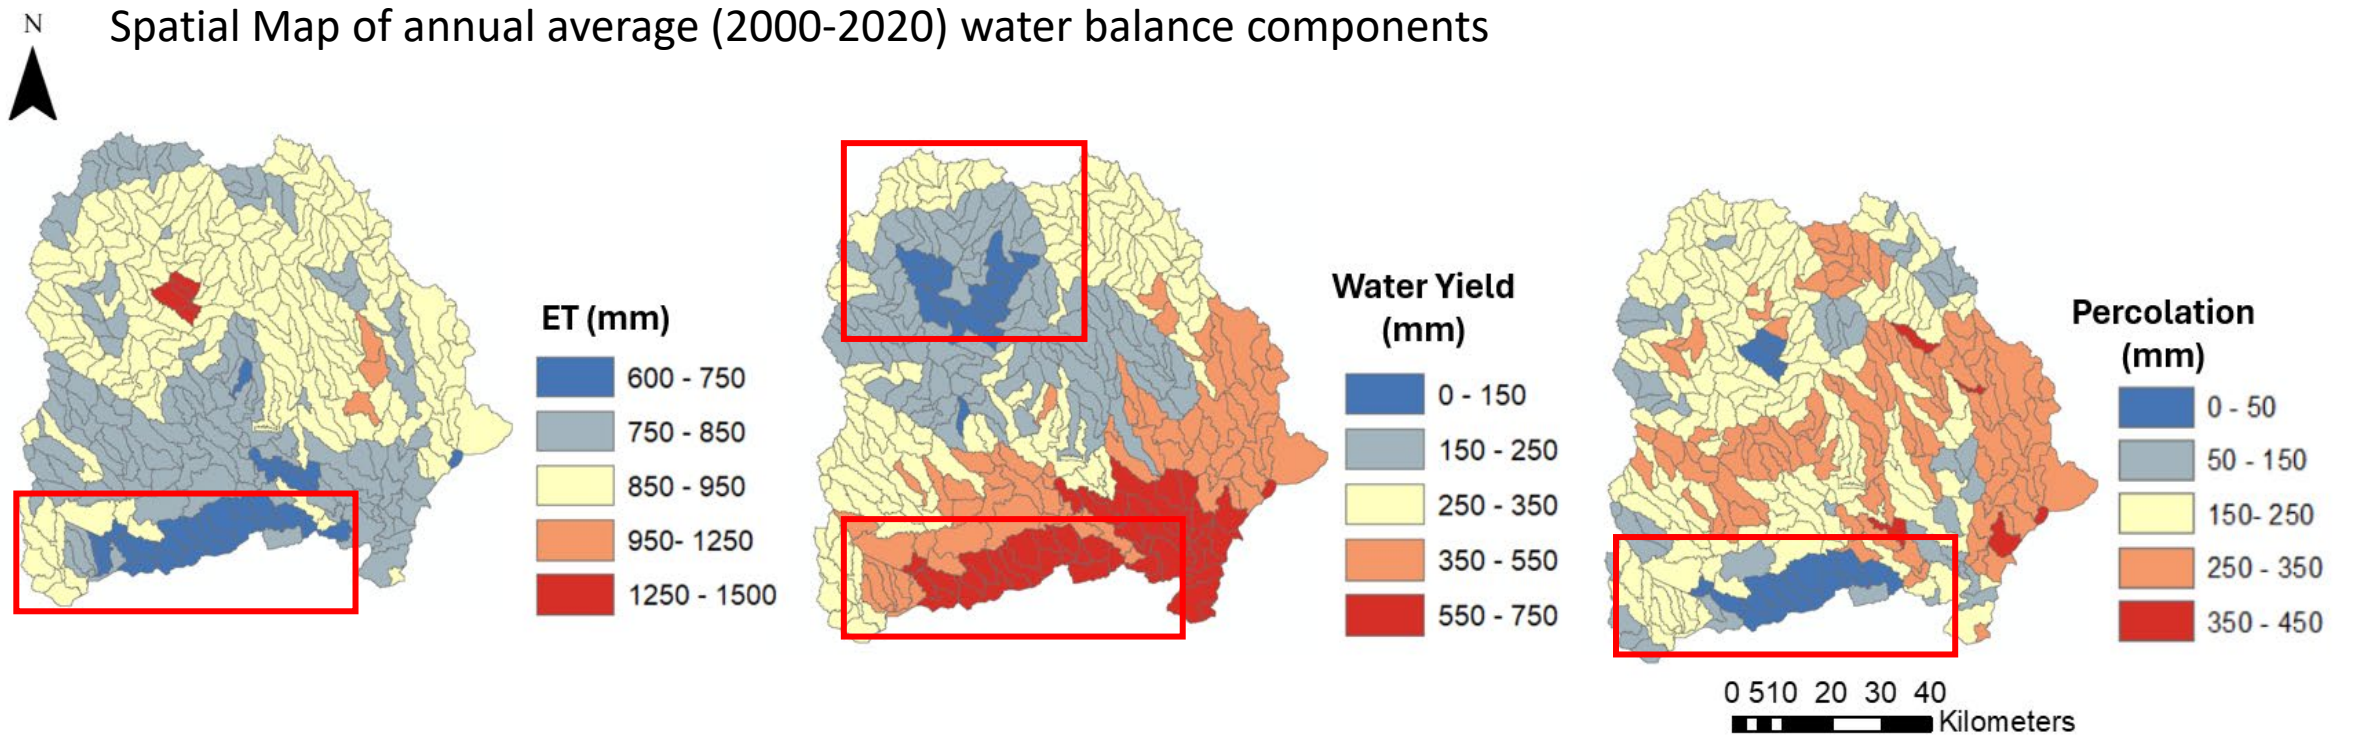 N
Spatial Map of annual average (2000-2020) water balance components
ET (mm)
600 - 750
750 - 850
850 - 950
950- 1250
1250 - 1500
Water Yield
(mm)
0 - 150
150 - 250
250 - 350
350 - 550
550 - 750
Percolation
(mm)
0 - 50
50 - 150
150- 250
250 - 350
350 - 450
0 510 20 30 40
Kilometers